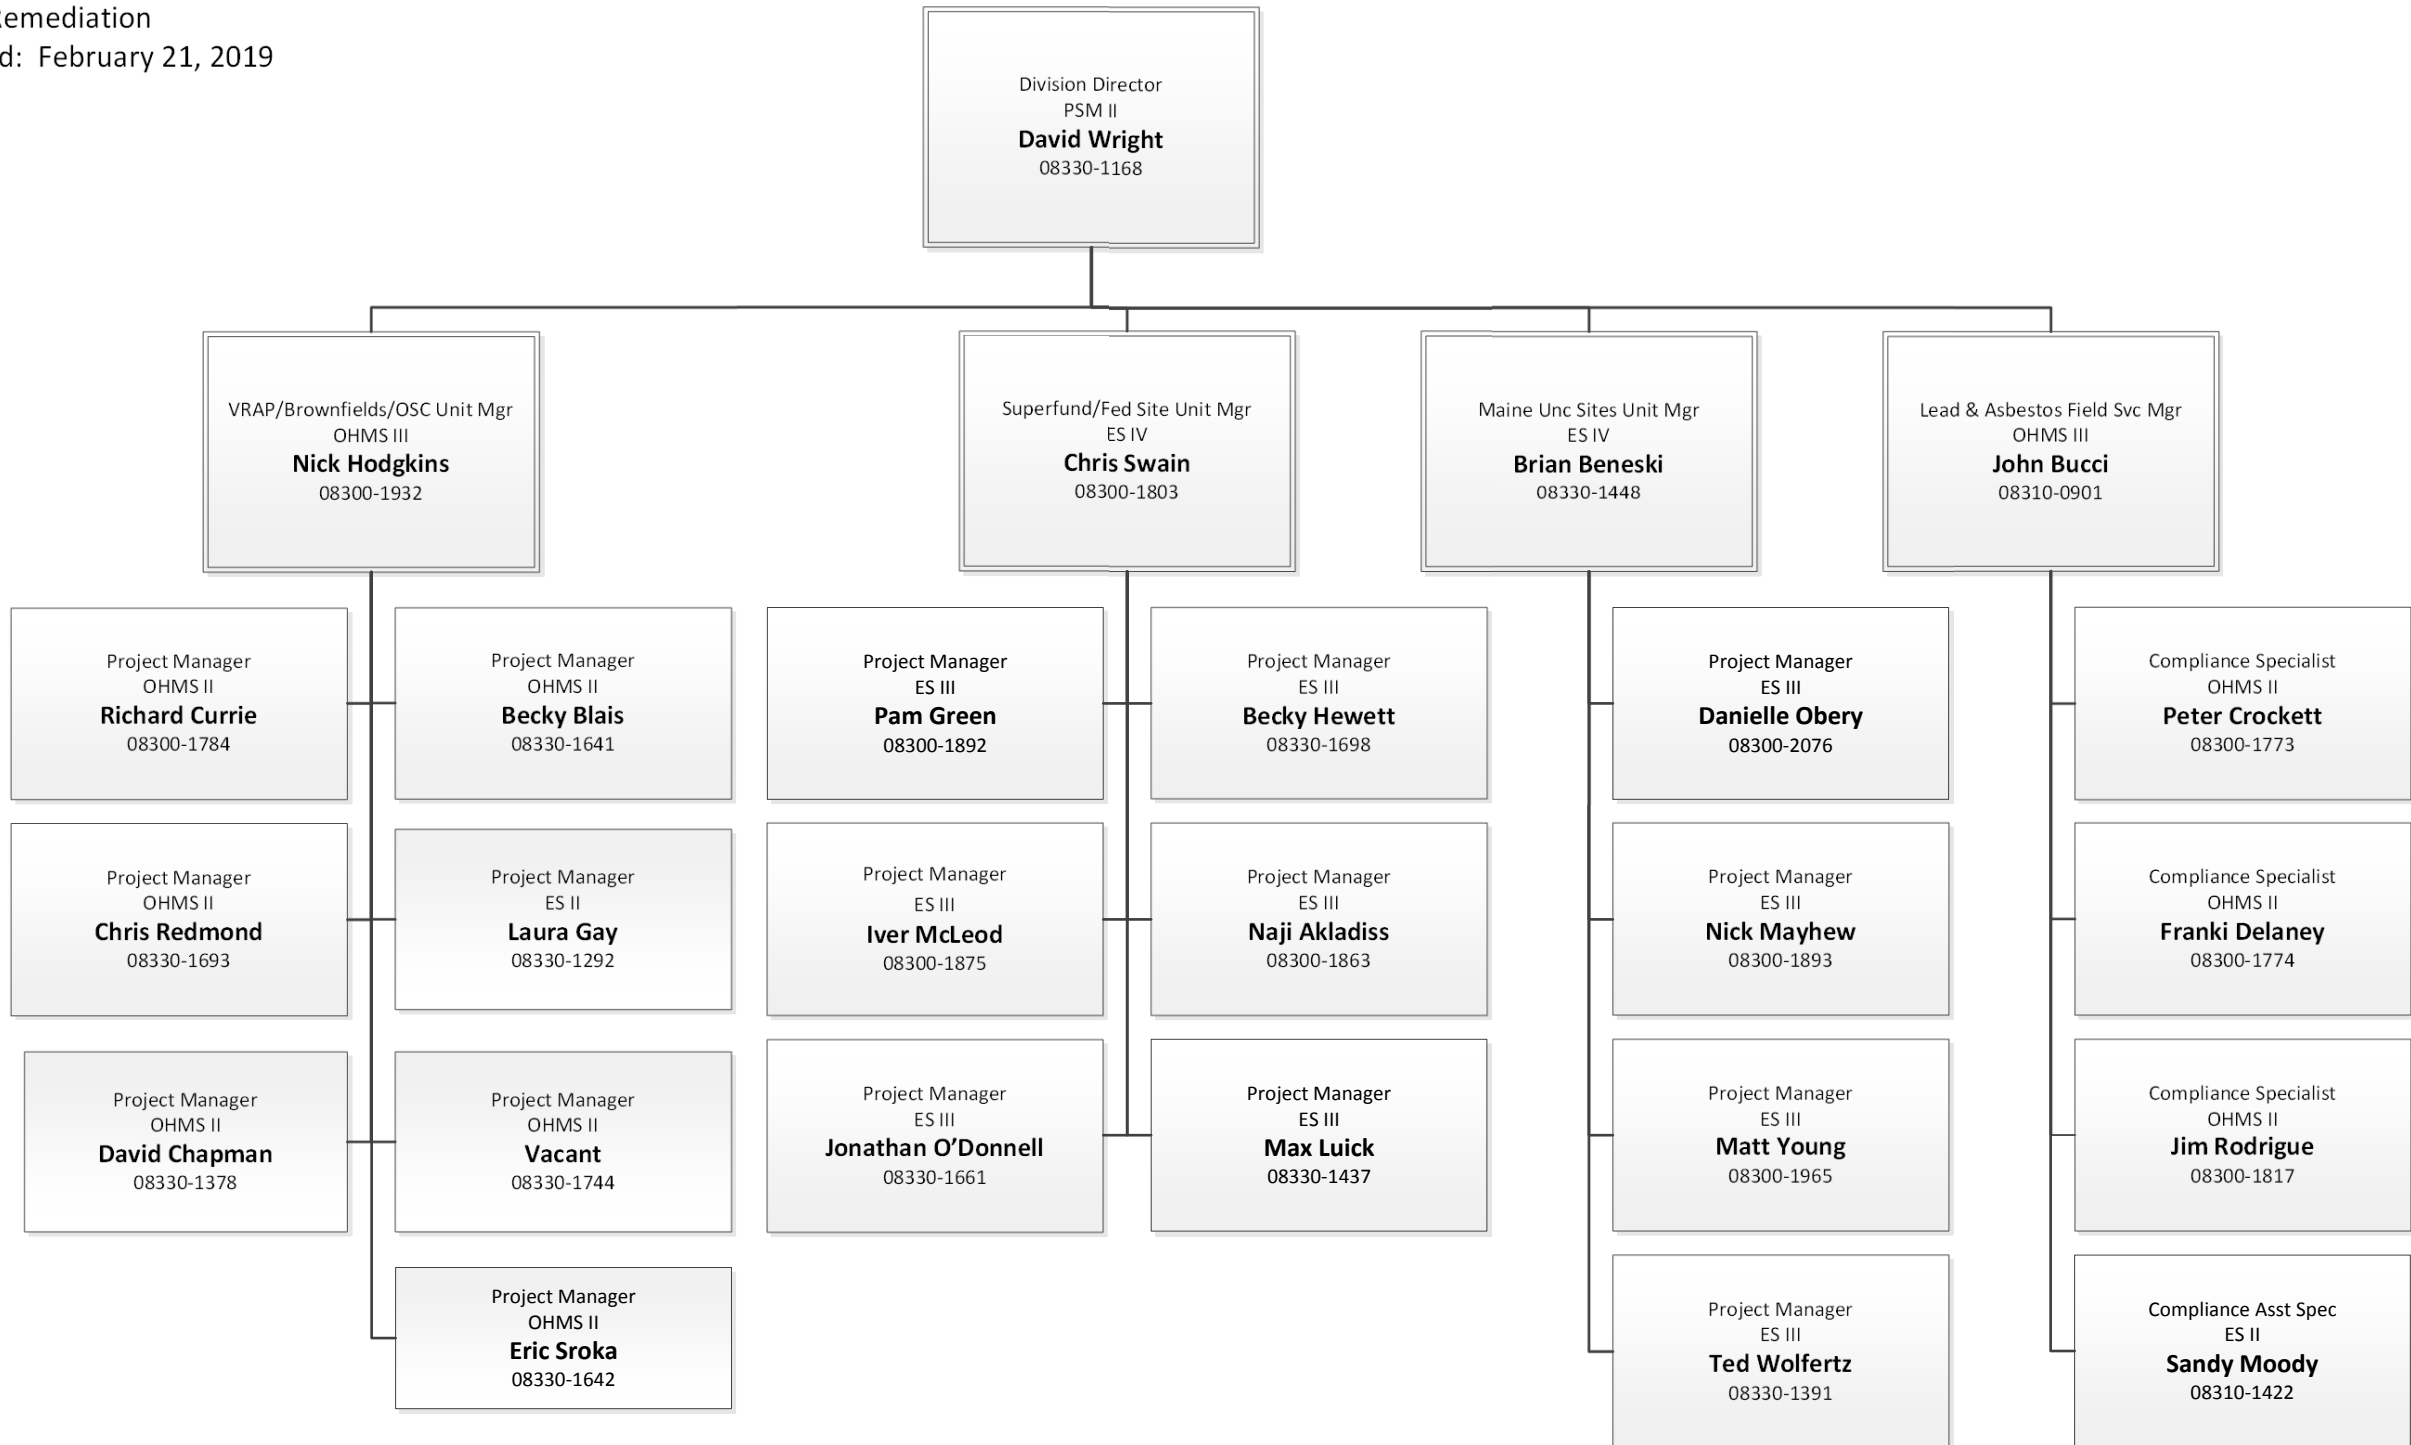 Remediation
d: February 21, 2019
Division Director
PSM II
David Wright
08330-1168
VRAP/Brownfields/OSC Unit Mgr
OHMS III
Nick Hodgkins
08300-1932
Superfund/Fed Site Unit Mgr
ES IV
Chris Swain
08300-1803
Maine Unc Sites Unit Mgr
ES IV
Brian Beneski
08330-1448
Lead & Asbestos Field Svc Mgr
OHMS III
John Bucci
08310-0901
Project Manager
OHMS II
Richard Currie
08300-1784
Project Manager
OHMS II
Becky Blais
08330-1641
Project Manager
ES III
Pam Green
08300-1892
Project Manager
ES III
Becky Hewett
08330-1698
Project Manager
ES III
Danielle Obery
08300-2076
Compliance Specialist
OHMS II
Peter Crockett
08300-1773
Project Manager
OHMS II
Chris Redmond
08330-1693
Project Manager
ES II
Laura Gay
08330-1292
Project Manager
ES III
Iver McLeod
08300-1875
Project Manager
ES III
Naji Akladiss
08300-1863
Project Manager
ES III
Nick Mayhew
08300-1893
Compliance Specialist
OHMS II
Franki Delaney
08300-1774
Project Manager
OHMS II
David Chapman
08330-1378
Project Manager
OHMS II
Vacant
08330-1744
Project Manager
ES III
Jonathan O’Donnell
08330-1661
Project Manager
ES III
Max Luick
08330-1437
Project Manager
ES III
Matt Young
08300-1965
Compliance Specialist
OHMS II
Jim Rodrigue
08300-1817
Project Manager
OHMS II
Eric Sroka
08330-1642
Project Manager
ES III
Ted Wolfertz
08330-1391
Compliance Asst Spec
ES II
Sandy Moody
08310-1422